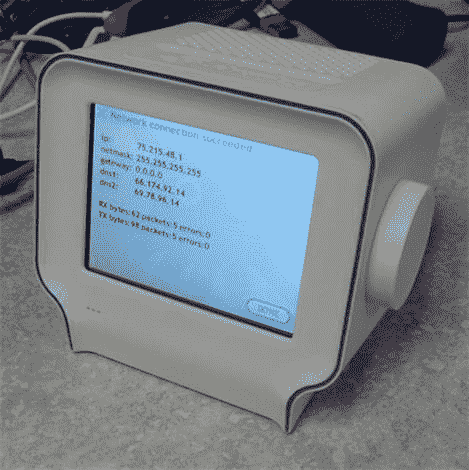 Network connection succeeded
ip: 75.215.48.1
netmask: 255.255.255.255
gateway: 0.0.0.0
dns1: 66.174.92.14
dns2: 69.78.96.14
RX bytes: 62 packets: 5 errors: 0
TX bytes: 98 packets: 5 errors: 0
DONE